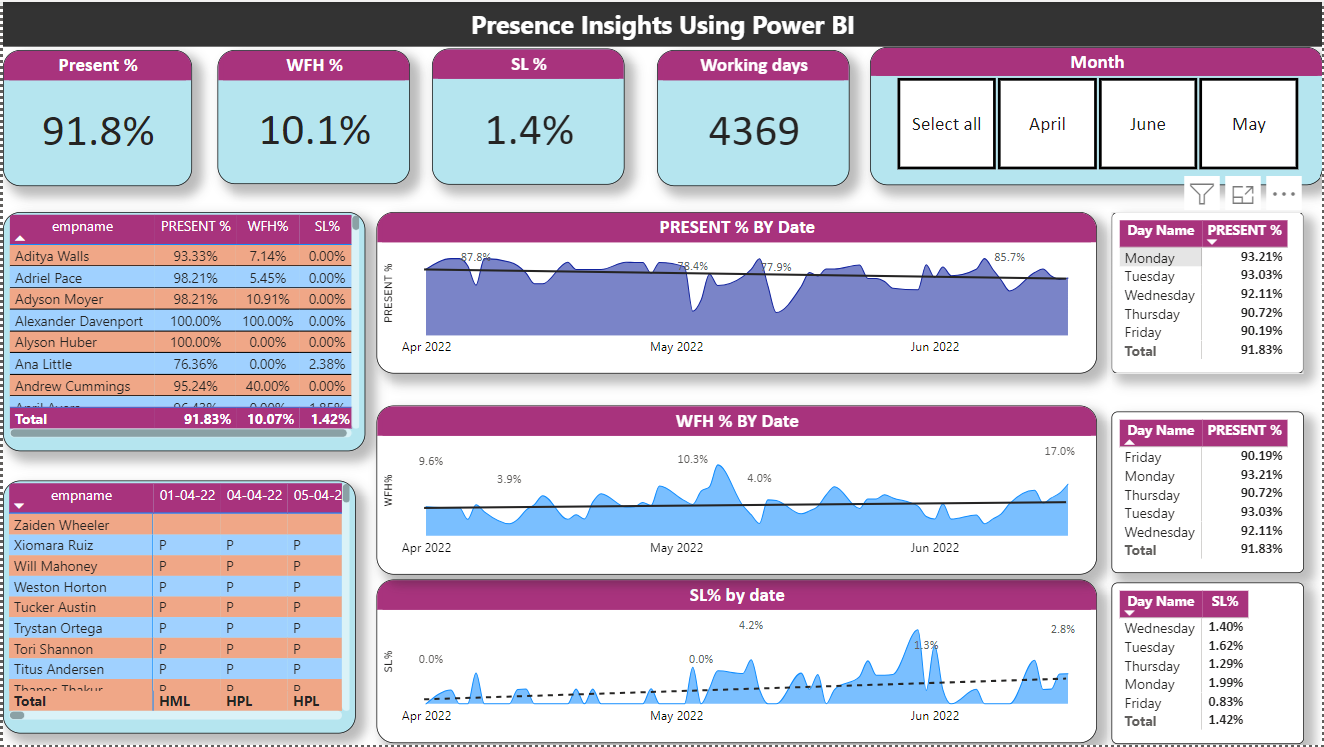 Presence Insights Using Power BI
Present % WFH % SL % Working days Month
91.8% 10.1% 1.4% 4369
Select all April June May
empname PRESENT % WFH% SL%
Aditya Walls 93.33% 7.14% 0.00%
Adriel Pace 98.21% 5.45% 0.00%
Adyson Moyer 98.21% 10.91% 0.00%
Alexander Davenport 100.00% 100.00% 0.00%
Alyson Huber 100.00% 0.00% 0.00%
Ana Little 76.36% 0.00% 2.38%
Andrew Cummings 95.24% 40.00% 0.00%
Total 91.83% 10.07% 1.42%
PRESENT % BY Date
PRESENT %
87.8% 78.4% 77.9% 85.7%
Apr 2022 May 2022 Jun 2022
Day Name PRESENT %
Monday 93.21%
Tuesday 93.03%
Wednesday 92.11%
Thursday 90.72%
Friday 90.19%
Total 91.83%
WFH % BY Date
WFH%
9.6% 3.9% 10.3% 4.0% 17.0%
Apr 2022 May 2022 Jun 2022
Day Name PRESENT %
Friday 90.19%
Monday 93.21%
Thursday 90.72%
Tuesday 93.03%
Wednesday 92.11%
Total 91.83%
empname 01-04-22 04-04-22 05-04-2
Zaiden Wheeler
Xiomara Ruiz P P P
Will Mahoney P P P
Weston Horton P P P
Tucker Austin P P P
Trystan Ortega P P P
Tori Shannon P P P
Titus Andersen P P P
Total HML HPL HPL
SL% by date
SL%
0.0% 0.0% 4.2% 1.3% 2.8%
Apr 2022 May 2022 Jun 2022
Day Name SL%
Wednesday 1.40%
Tuesday 1.62%
Thursday 1.29%
Monday 1.99%
Friday 0.83%
Total 1.42%